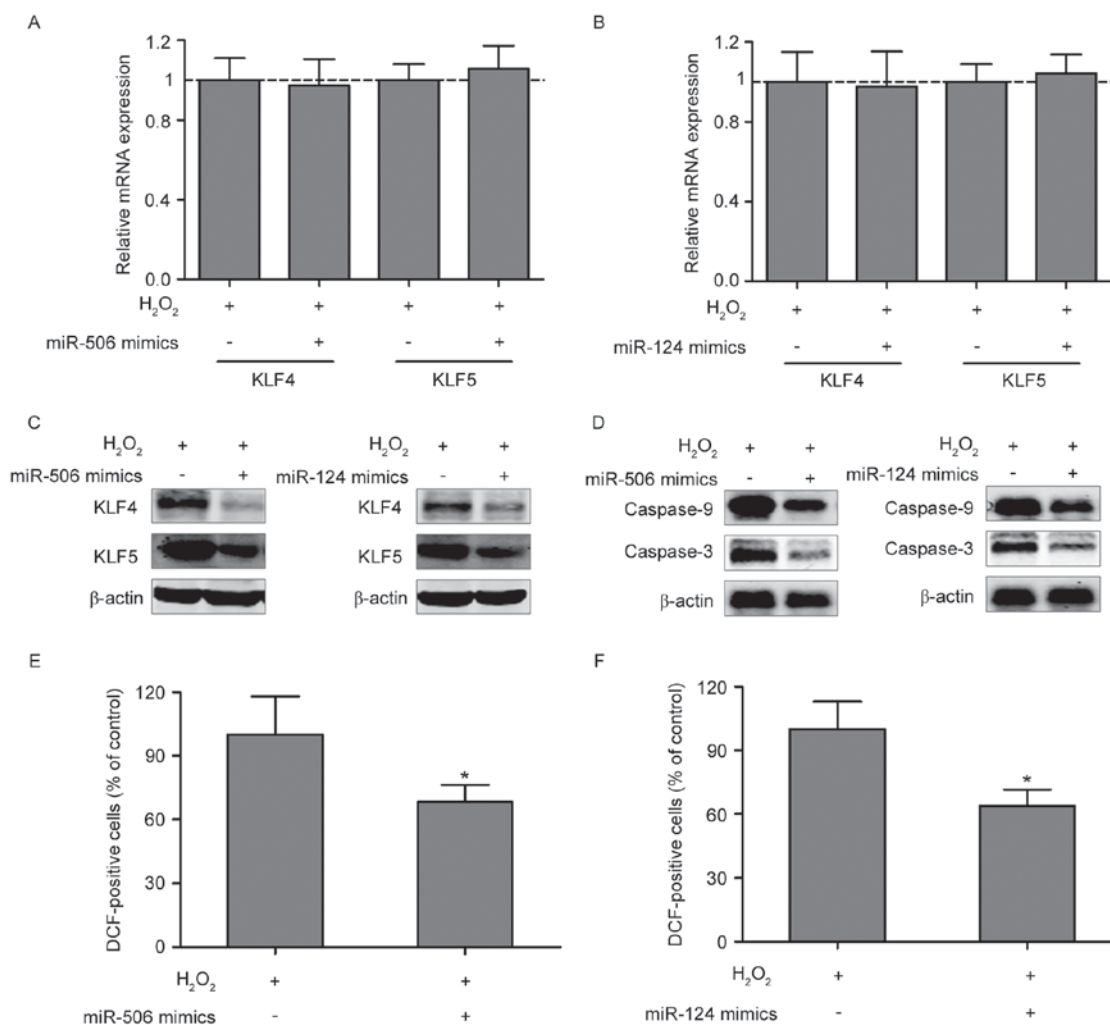 A
Relative mRNA expression
1.2
1
0.8
0.4
0.0
H₂O₂ + + + +
miR-506 mimics - + - +
KLF4 KLF5
B
Relative mRNA expression
1.2
1
0.8
0.4
0.0
H₂O₂ + + + +
miR-124 mimics - + - +
KLF4 KLF5
C
H₂O₂ + +
miR-506 mimics - +
KLF4
KLF5
β-actin
H₂O₂ + +
miR-124 mimics - +
KLF4
KLF5
β-actin
D
H₂O₂ + +
miR-506 mimics - +
Caspase-9
Caspase-3
β-actin
H₂O₂ + +
miR-124 mimics - +
Caspase-9
Caspase-3
β-actin
E
DCF-positive cells (% of control)
120
90
60
30
0
*
H₂O₂ + +
miR-506 mimics - +
F
DCF-positive cells (% of control)
120
90
60
30
0
*
H₂O₂ + +
miR-124 mimics - +